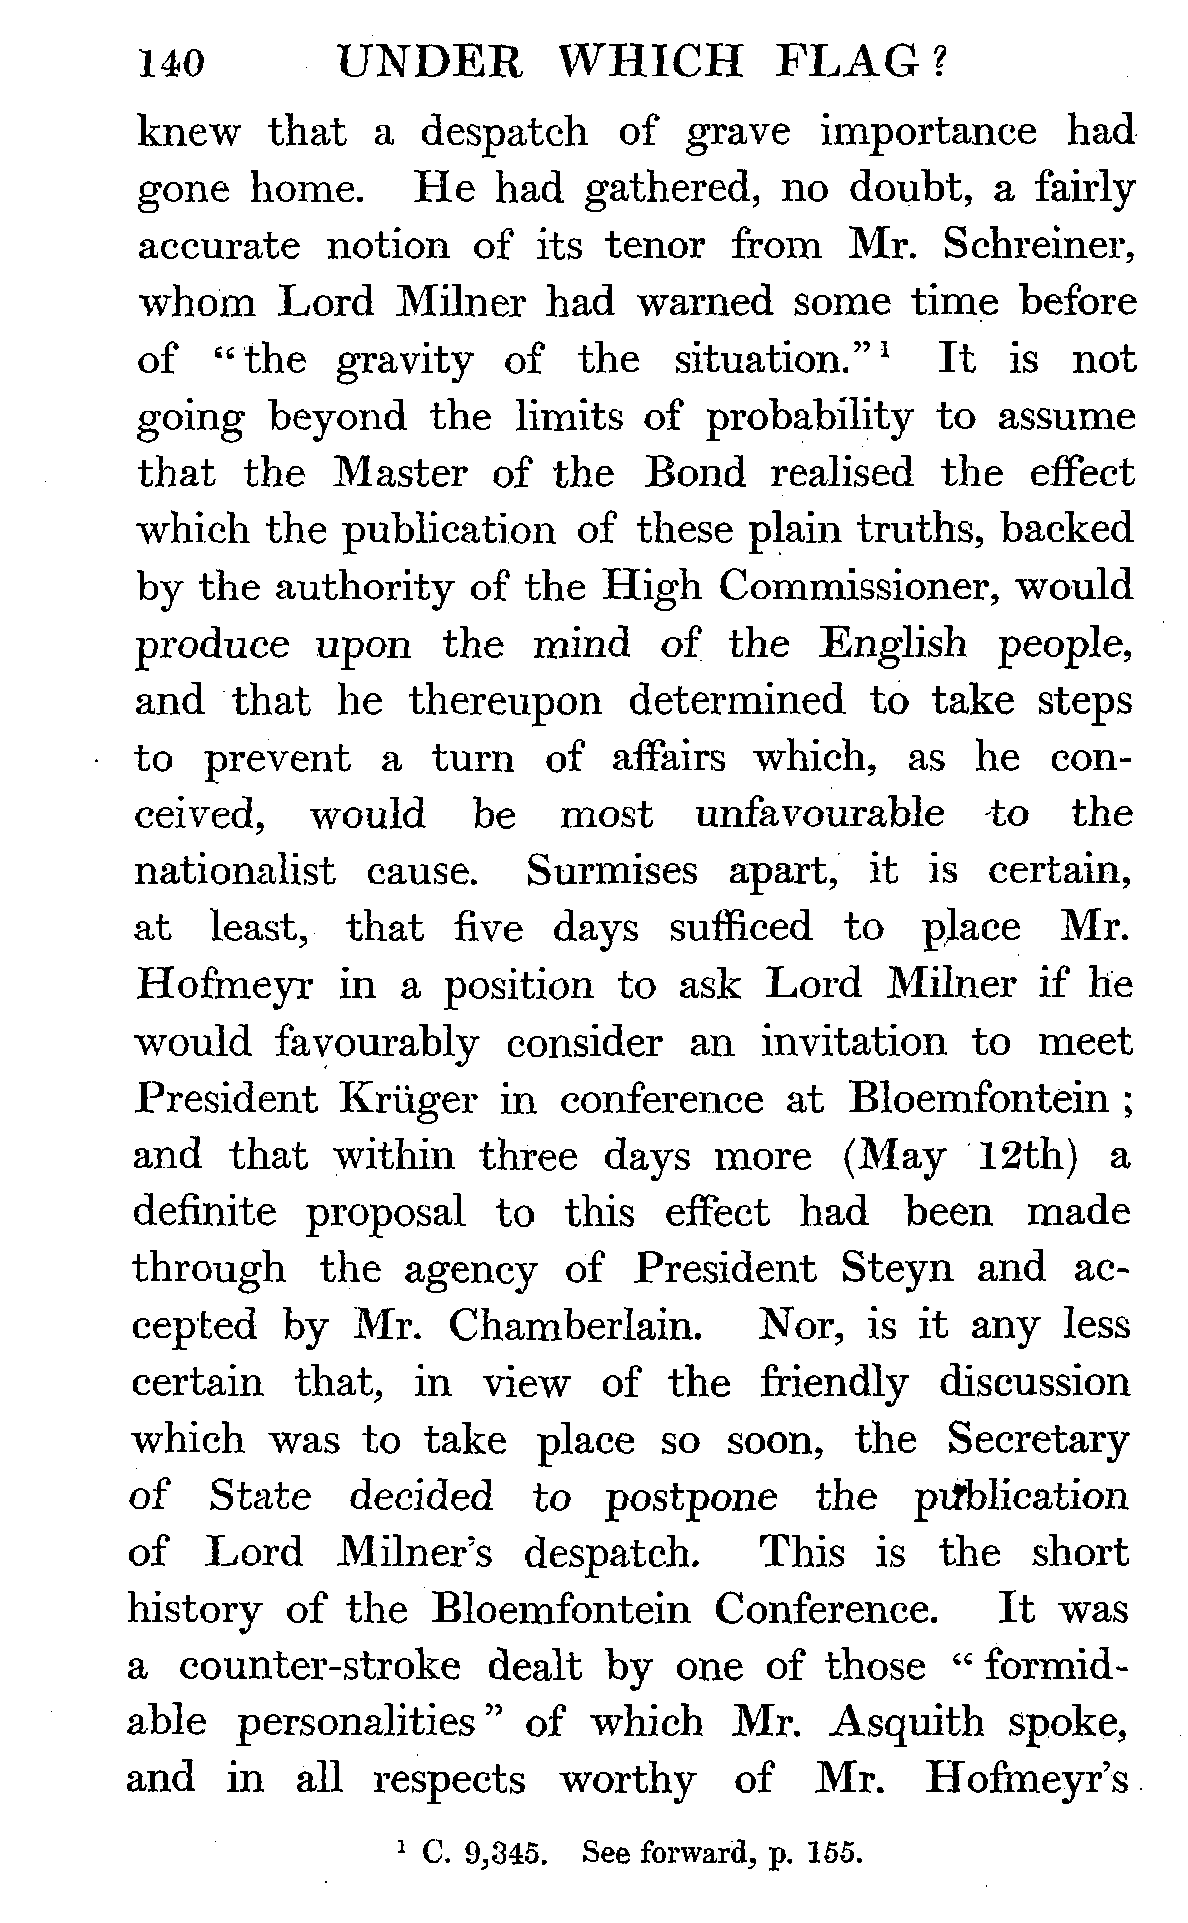 140 UNDER WHICH FLAG ?
knew that a despatch of grave importance had
gone home. He had gathered, no doubt, a fairly
accurate notion of its tenor from Mr. Schreiner,
whom Lord Milner had warned some time before
of “the gravity of the situation.” ¹ It is not
going beyond the limits of probability to assume
that the Master of the Bond realised the effect
which the publication of these plain truths, backed
by the authority of the High Commissioner, would
produce upon the mind of the English people,
and that he thereupon determined to take steps
to prevent a turn of affairs which, as he con-
ceived, would be most unfavourable to the
nationalist cause. Surmises apart, it is certain,
at least, that five days sufficed to place Mr.
Hofmeyr in a position to ask Lord Milner if he
would favourably consider an invitation to meet
President Krüger in conference at Bloemfontein ;
and that within three days more (May 12th) a
definite proposal to this effect had been made
through the agency of President Steyn and ac-
cepted by Mr. Chamberlain. Nor, is it any less
certain that, in view of the friendly discussion
which was to take place so soon, the Secretary
of State decided to postpone the publication
of Lord Milner’s despatch. This is the short
history of the Bloemfontein Conference. It was
a counter-stroke dealt by one of those “ formid-
able personalities ” of which Mr. Asquith spoke,
and in all respects worthy of Mr. Hofmeyr’s
¹ C. 9,345. See forward, p. 155.